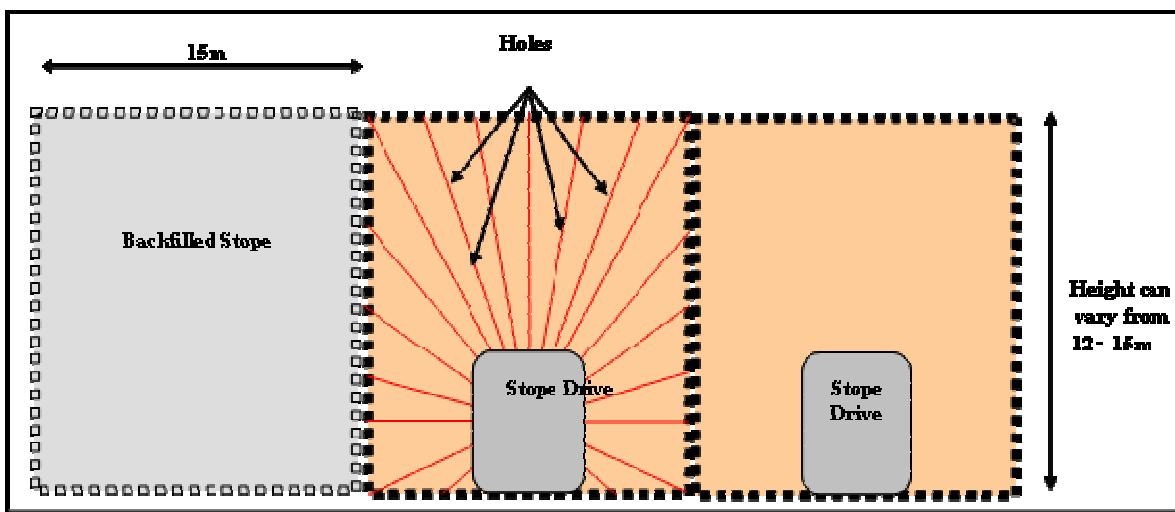 15m
Holes
Backfilled Stope
Stope Drive
Stope
Drive
Height can
vary from
12- 15m